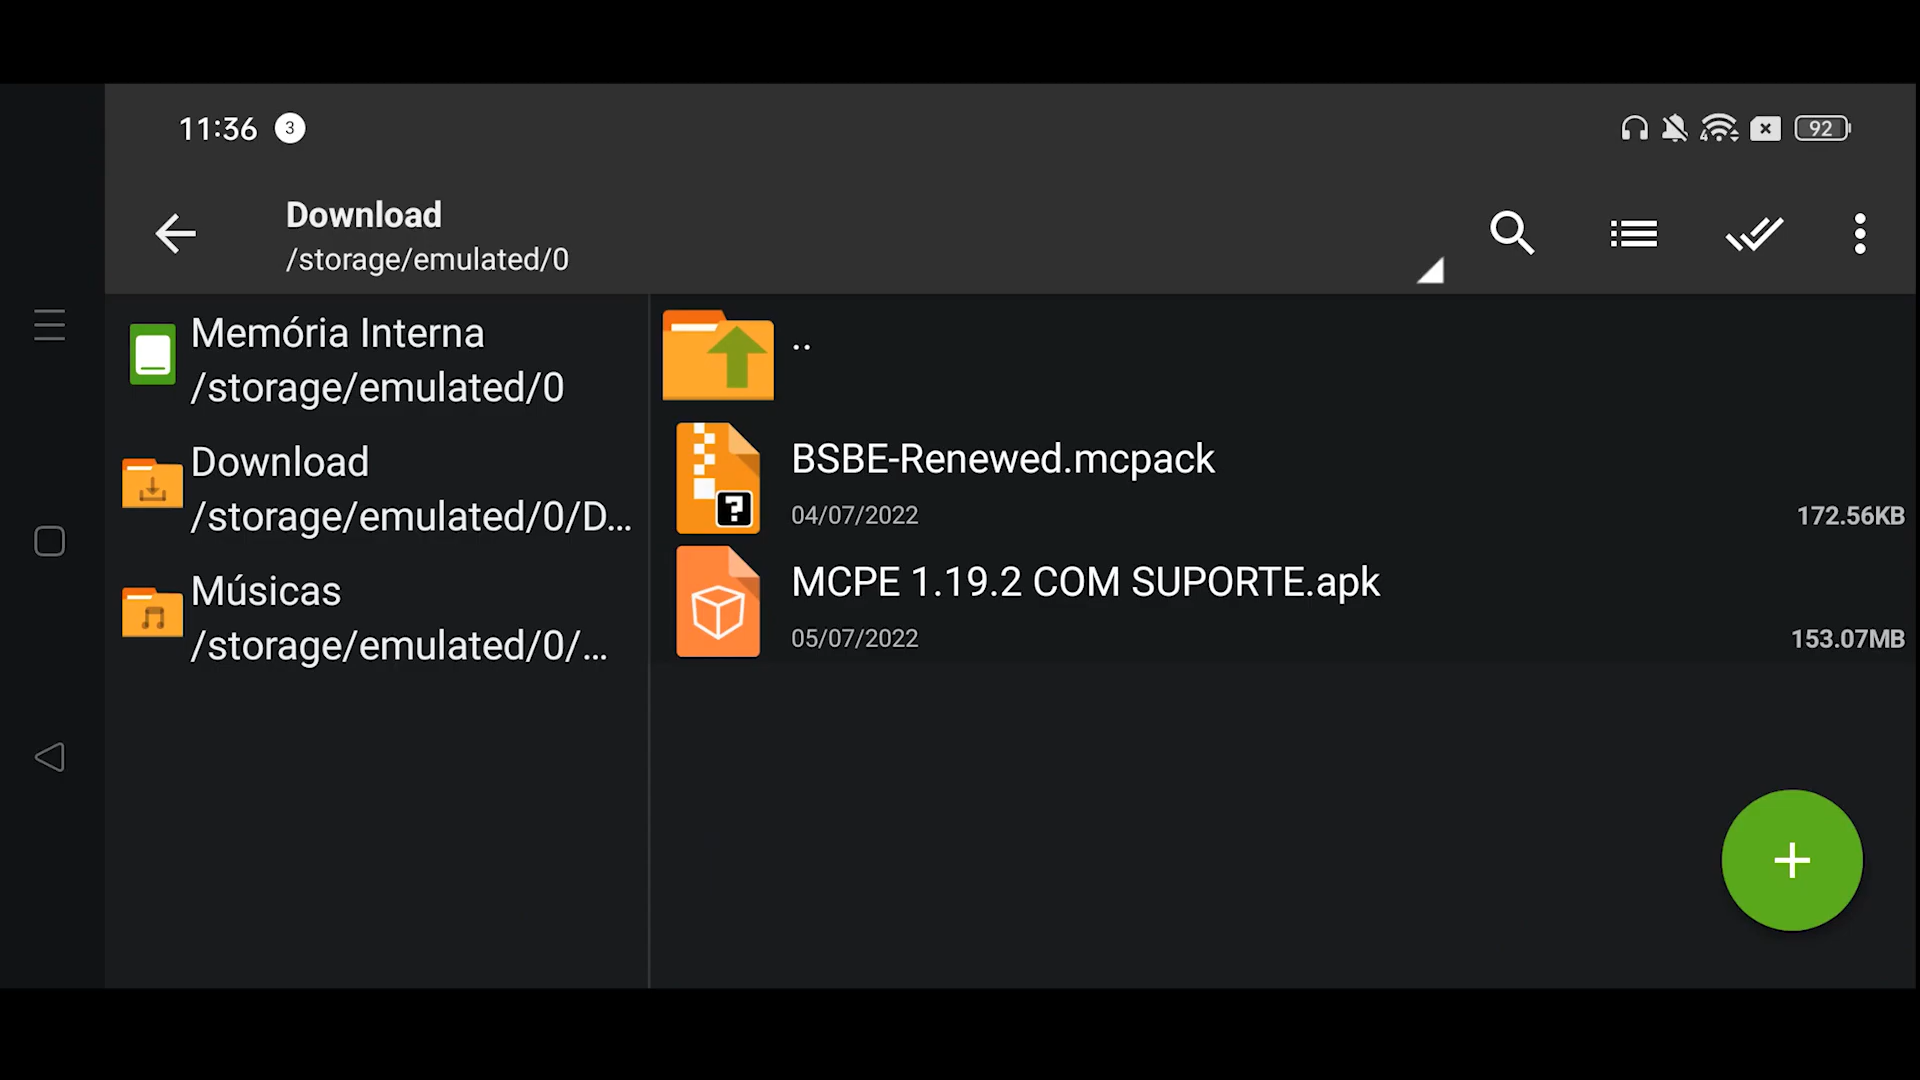 11:36 3
4 92
Download
/storage/emulated/0
Memória Interna
/storage/emulated/0
Download
/storage/emulated/0/D...
Músicas
/storage/emulated/0/...
..
BSBE-Renewed.mcpack
?
04/07/2022
172.56KB
MCPE 1.19.2 COM SUPORTE.apk
05/07/2022
153.07MB